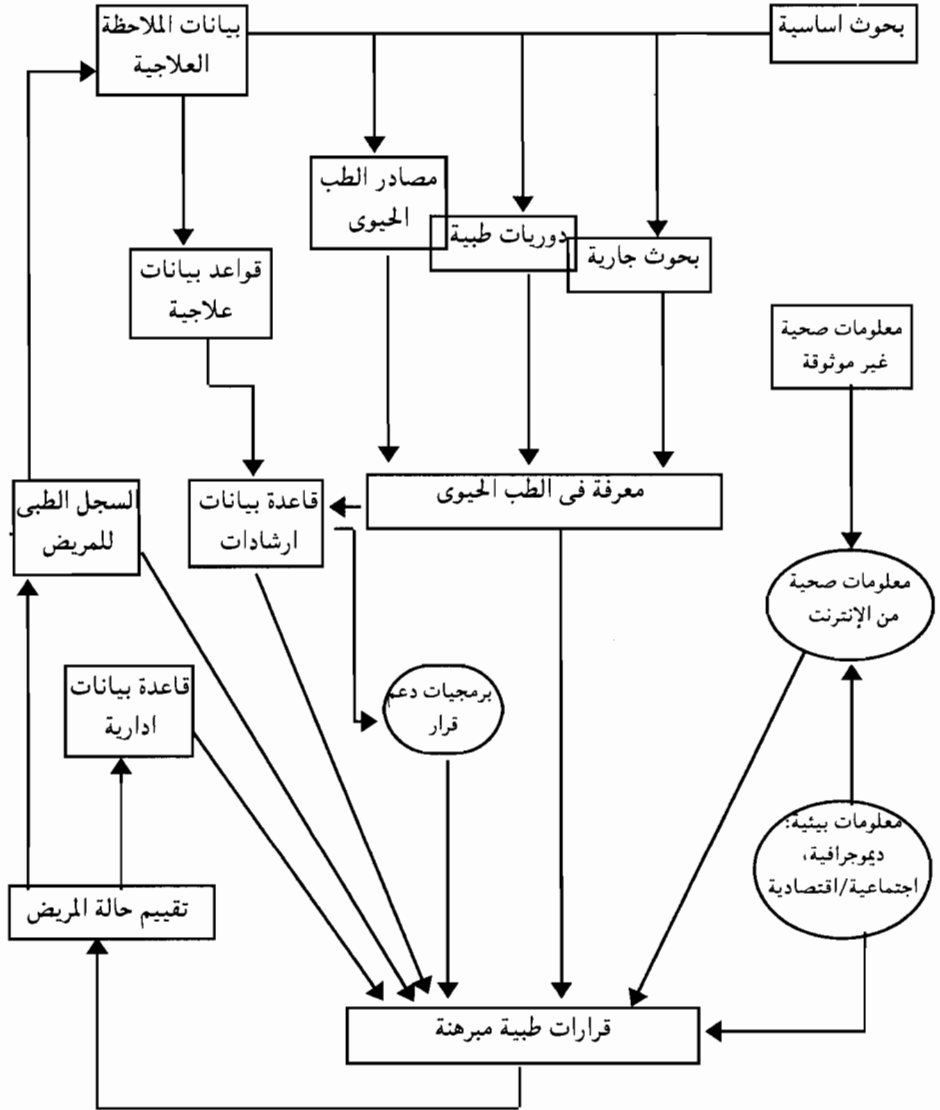 بحوث اساسية
بيانات الملاحظة
العلاجية
مصادر الطب
الحيوى
دوريات طبية
بحوث جارية
قواعد بيانات
علاجية
معلومات صحية
غير موثوقة
معرفة فى الطب الحيوى
قاعدة بيانات
ارشادات
السجل الطبى
للمريض
معلومات صحية
من الإنترنت
قاعدة بيانات
ادارية
برمجيات دعم
قرار
معلومات بيئية:
ديموجرافية،
اجتماعية/اقتصادية
تقييم حالة المريض
قرارات طبية مبرهنة